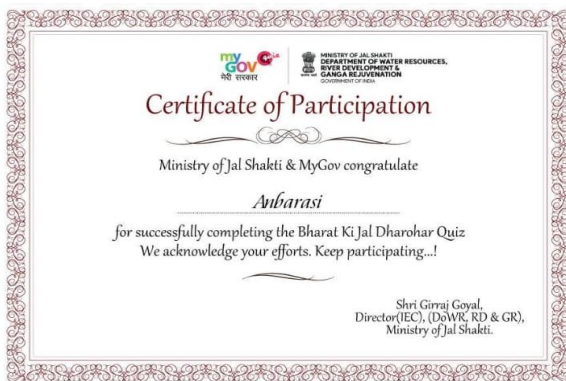 my
GOV
मेरी सरकार
MINISTRY OF JAL SHAKTI
DEPARTMENT OF WATER RESOURCES,
RIVER DEVELOPMENT &
GANGA REJUVENATION
GOVERNMENT OF INDIA
Certificate of Participation
Ministry of Jal Shakti & MyGov congratulate
Anbarasi
for successfully completing the Bharat Ki Jal Dharohar Quiz
We acknowledge your efforts. Keep participating...!
Shri Girraj Goyal,
Director(IEC), (DoWR, RD & GR),
Ministry of Jal Shakti.